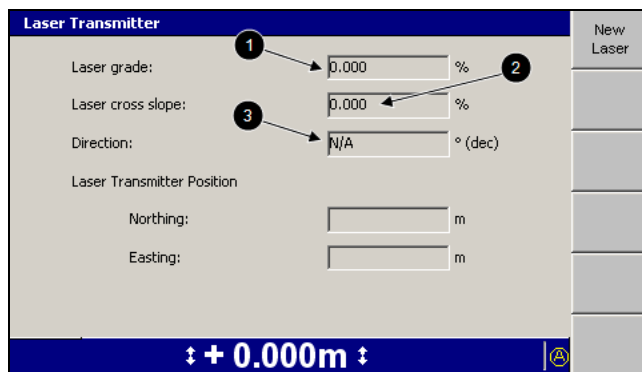 Laser Transmitter
New
Laser
1
Laser grade: 0.000 %
2
Laser cross slope: 0.000 %
3
Direction: N/A ° (dec)
Laser Transmitter Position
Northing: m
Easting: m
+ 0.000m
A